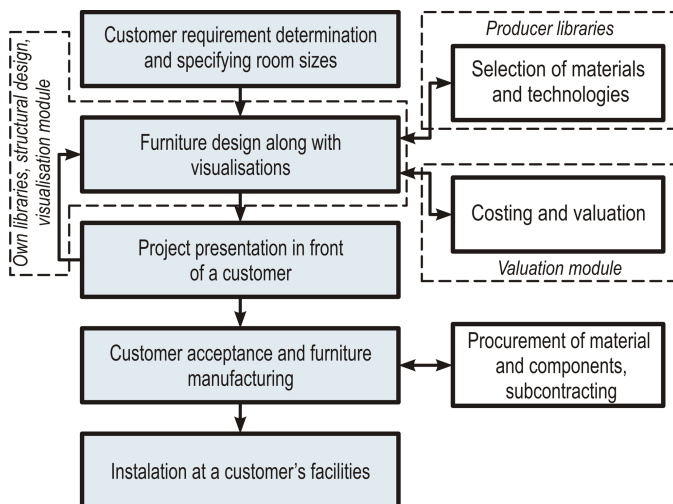 Customer requirement determination
and specifying room sizes
Producer libraries
Selection of materials
and technologies
Own libraries, structural design,
visualisation module
Furniture design along with
visualisations
Costing and valuation
Valuation module
Project presentation in front
of a customer
Customer acceptance and furniture
manufacturing
Procurement of material
and components,
subcontracting
Instalation at a customer's facilities